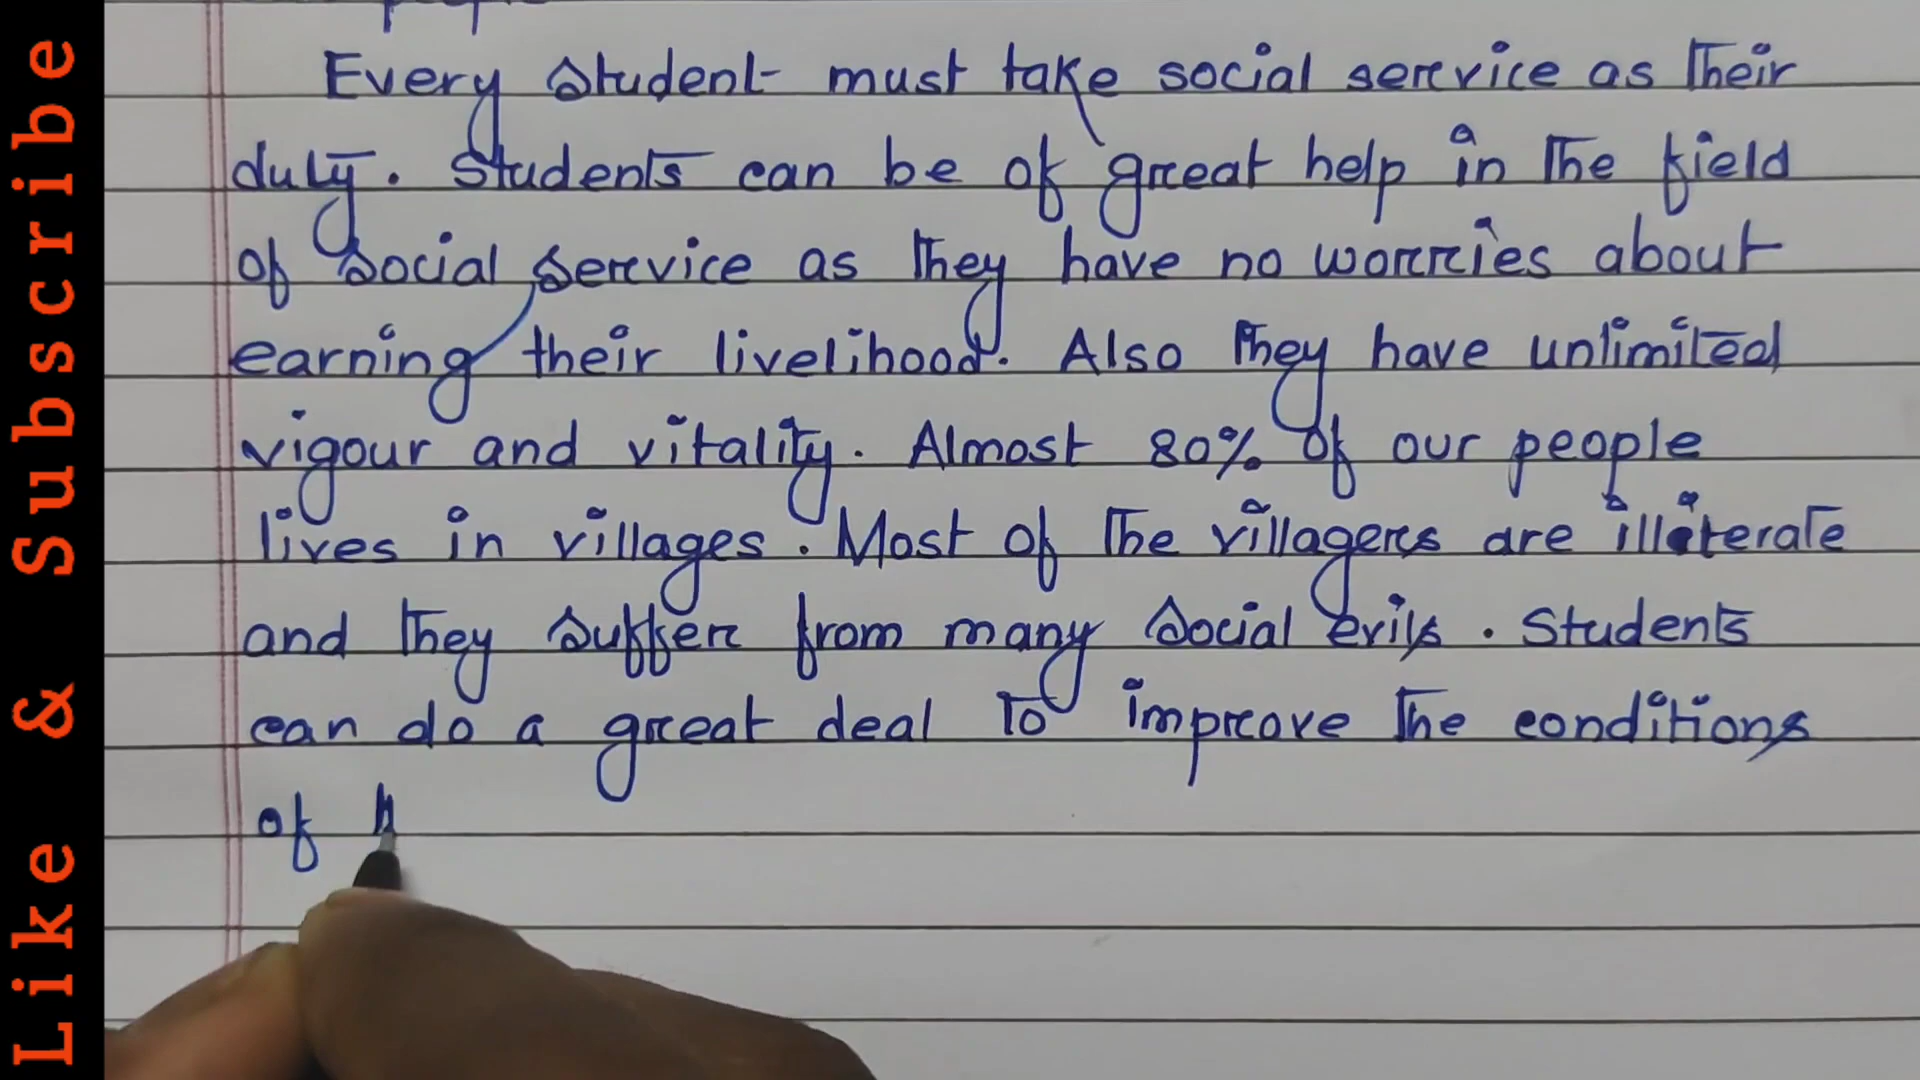 Like & Subscribe
Every student must take social service as their
duty. Students can be of great help in the field
of social service as they have no worries about
earning their livelihood. Also they have unlimited
vigour and vitality. Almost 80% of our people
lives in villages. Most of the villagers are illiterate
and they suffer from many social evils. Students
can do a great deal to improve the conditions
of